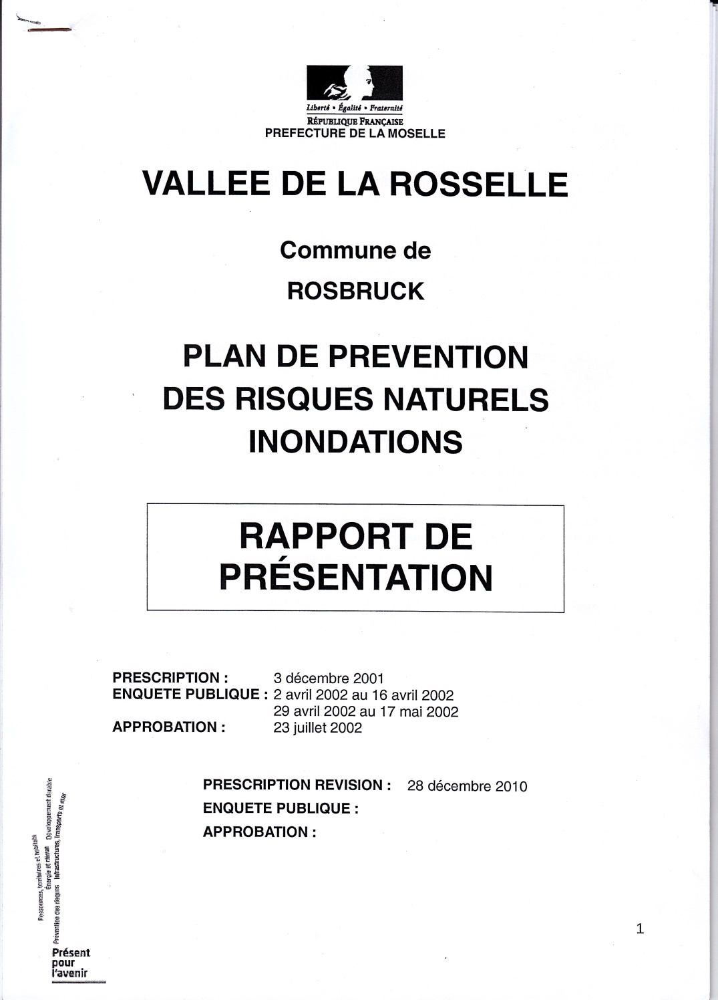 Liberté • Égalité • Fraternité
RÉPUBLIQUE FRANÇAISE
PREFECTURE DE LA MOSELLE
VALLEE DE LA ROSSELLE
Commune de
ROSBRUCK
PLAN DE PREVENTION
DES RISQUES NATURELS
INONDATIONS
RAPPORT DE
PRÉSENTATION
PRESCRIPTION : 3 décembre 2001
ENQUETE PUBLIQUE : 2 avril 2002 au 16 avril 2002
29 avril 2002 au 17 mai 2002
APPROBATION : 23 juillet 2002
PRESCRIPTION REVISION : 28 décembre 2010
ENQUETE PUBLIQUE :
APPROBATION :
Ressources, territoires et habitats
Énergie et climat Développement durable
Prévention des risques Infrastructures, transports et mer
Présent
pour
l'avenir
1